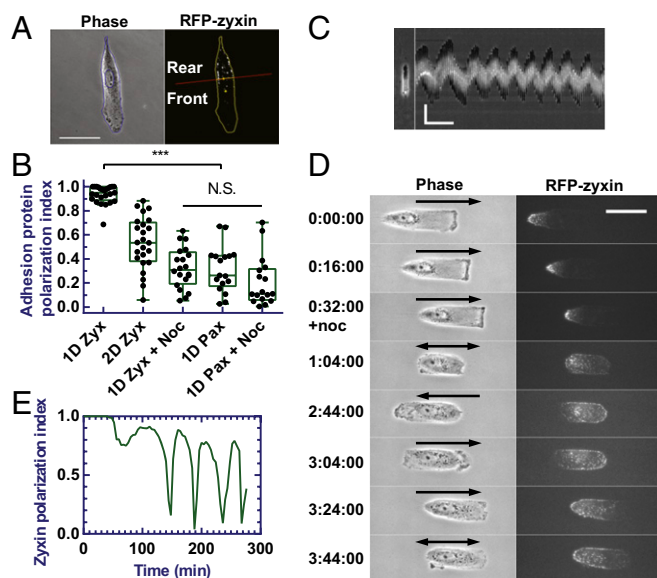 A
Phase
RFP-zyxin
Rear
Front
B
***
N.S.
Adhesion protein
polarization index
1.0
0.8
0.6
0.4
0.2
0.0
1D Zyx
2D Zyx
1D Zyx + Noc
1D Pax
1D Pax + Noc
E
Zyxin polarization index
1.0
0.5
0.0
0
100
200
300
Time (min)
C
D
Phase
RFP-zyxin
0:00:00
0:16:00
0:32:00
+noc
1:04:00
2:44:00
3:04:00
3:24:00
3:44:00